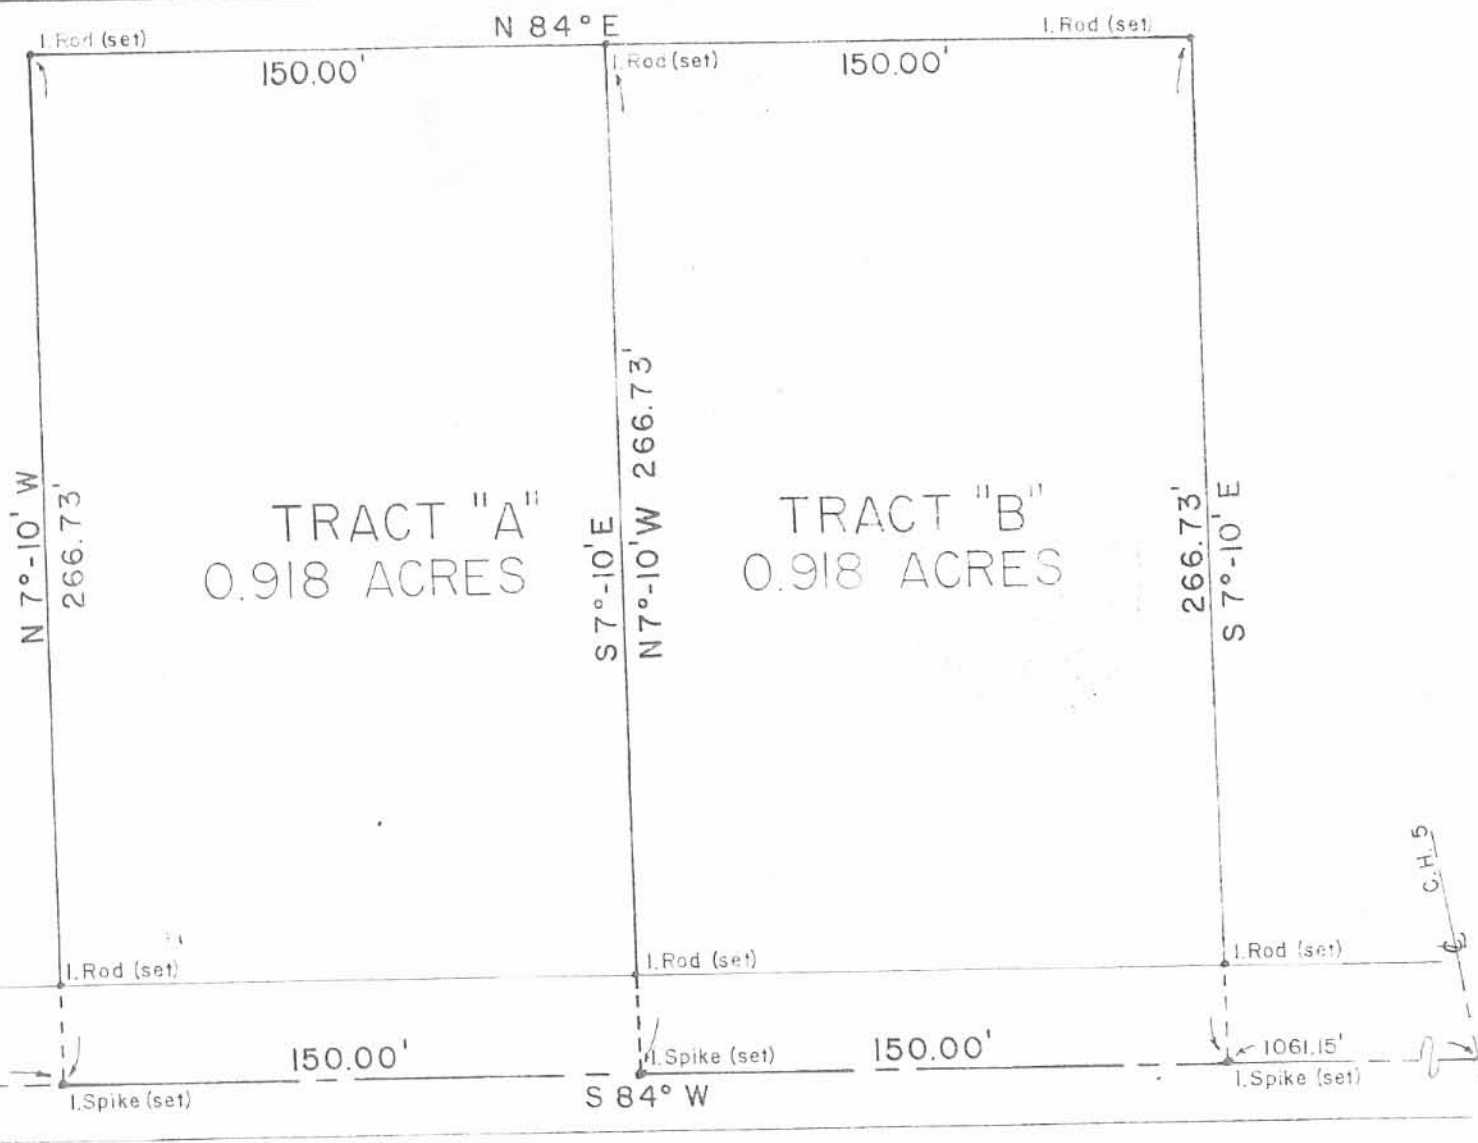 N 84° E
I.Rod (set)
150.00'
I.Rod (set)
150.00'
I.Rod (set)
N 7°-10' W
266.73'
TRACT "A"
0.918 ACRES
S 7°-10' E
N 7°-10' W 266.73'
TRACT "B"
0.918 ACRES
266.73'
S 7°-10' E
C.H. 5
I.Rod (set)
I.Rod (set)
I.Rod (set)
℄
150.00'
I.Spike (set)
150.00'
1061.15'
I.Spike (set)
I.Spike (set)
S 84° W